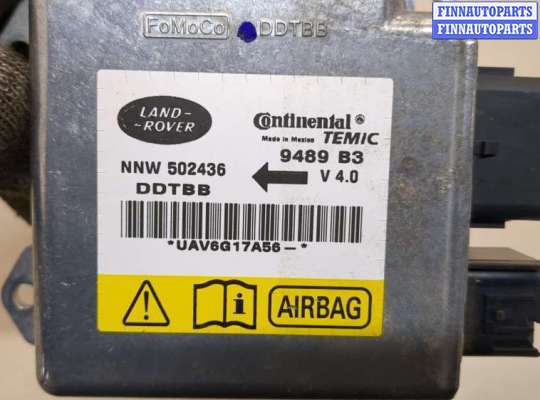 FINNAUTOPARTS
FINNAUTOPARTS
FoMoCo DDTBB
LAND-
-ROVER
Continental
Made in Mexico TEMIC
9489 B3
NNW 502436
V 4.0
DDTBB
*UAV6G17A56-*
AIRBAG